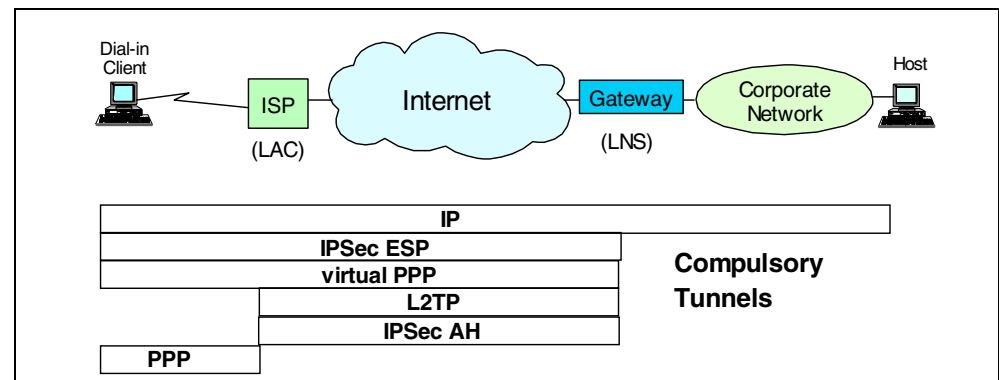 Dial-in
Client
ISP
(LAC)
Internet
Gateway
(LNS)
Corporate
Network
Host
IP
IPSec ESP
virtual PPP
L2TP
IPSec AH
PPP
Compulsory
Tunnels